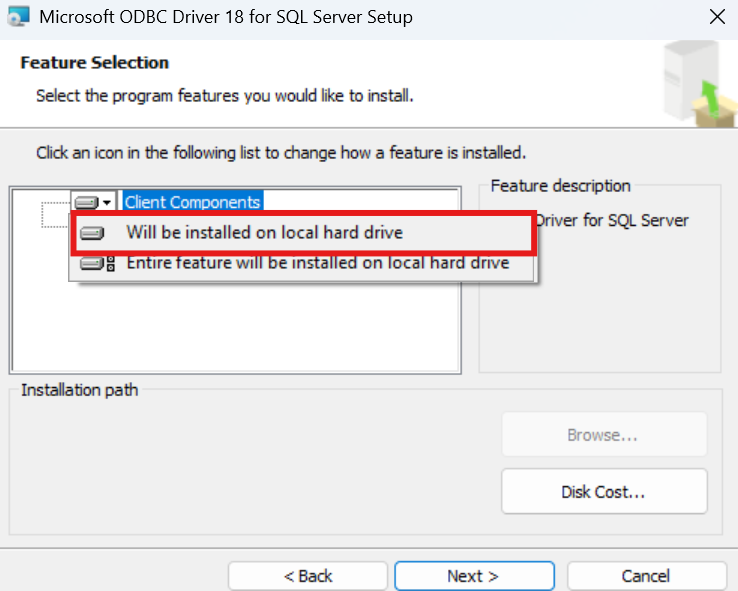 Microsoft ODBC Driver 18 for SQL Server Setup
Feature Selection
Select the program features you would like to install.
Click an icon in the following list to change how a feature is installed.
Client Components
Will be installed on local hard drive
Entire feature will be installed on local hard drive
Feature description
Driver for SQL Server
Installation path
Browse...
Disk Cost...
< Back
Next >
Cancel